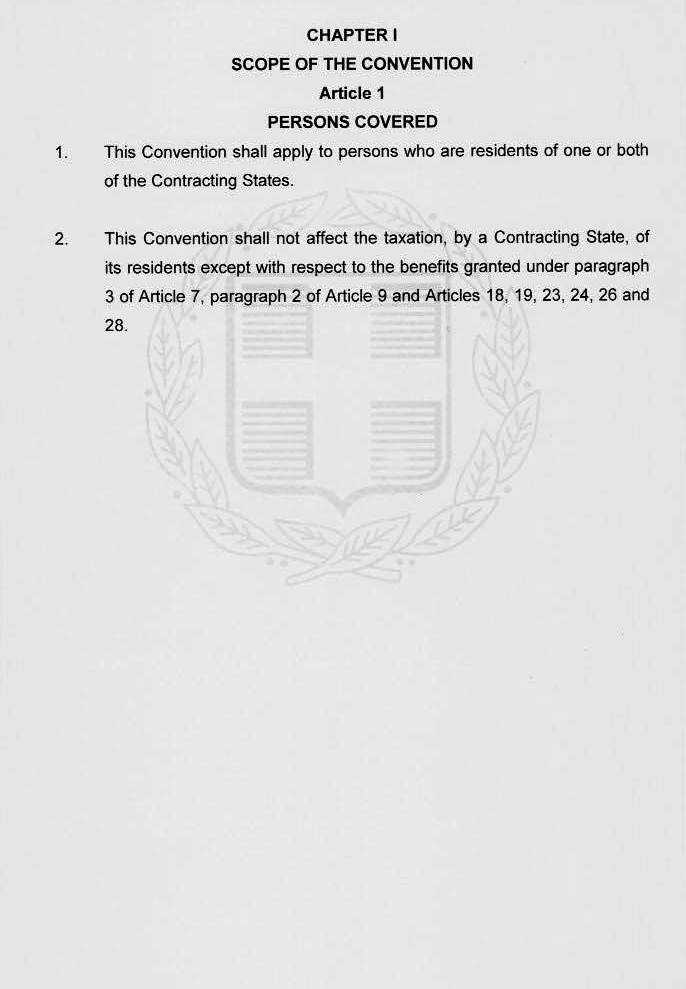 CHAPTER I
SCOPE OF THE CONVENTION
Article 1
PERSONS COVERED
1. This Convention shall apply to persons who are residents of one or both
of the Contracting States.
2. This Convention shall not affect the taxation, by a Contracting State, of
its residents except with respect to the benefits granted under paragraph
3 of Article 7, paragraph 2 of Article 9 and Articles 18, 19, 23, 24, 26 and
28.